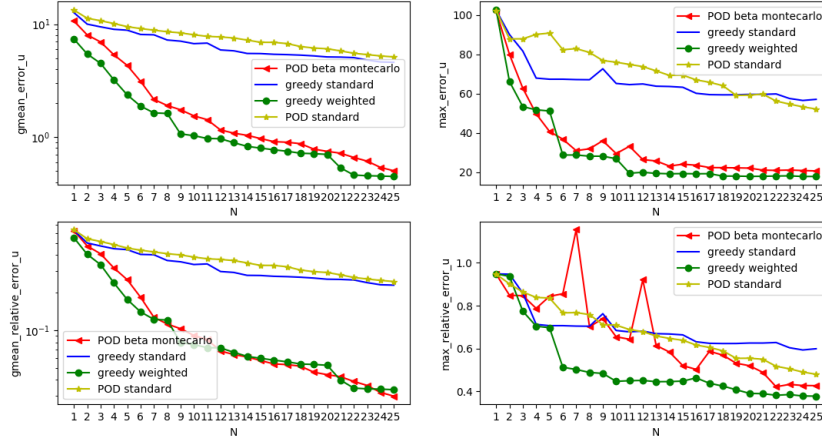 10¹
10⁰
gmean_error_u
POD beta montecarlo
greedy standard
greedy weighted
POD standard
1 2 3 4 5 6 7 8 9 10 11 12 13 14 15 16 17 18 19 20 21 22 23 24 25
N
100
80
60
40
20
max_error_u
POD beta montecarlo
greedy standard
greedy weighted
POD standard
1 2 3 4 5 6 7 8 9 10 11 12 13 14 15 16 17 18 19 20 21 22 23 24 25
N
10⁻¹
gmean_relative_error_u
POD beta montecarlo
greedy standard
greedy weighted
POD standard
1 2 3 4 5 6 7 8 9 10 11 12 13 14 15 16 17 18 19 20 21 22 23 24 25
N
1.0
0.8
0.6
0.4
max_relative_error_u
POD beta montecarlo
greedy standard
greedy weighted
POD standard
1 2 3 4 5 6 7 8 9 10 11 12 13 14 15 16 17 18 19 20 21 22 23 24 25
N